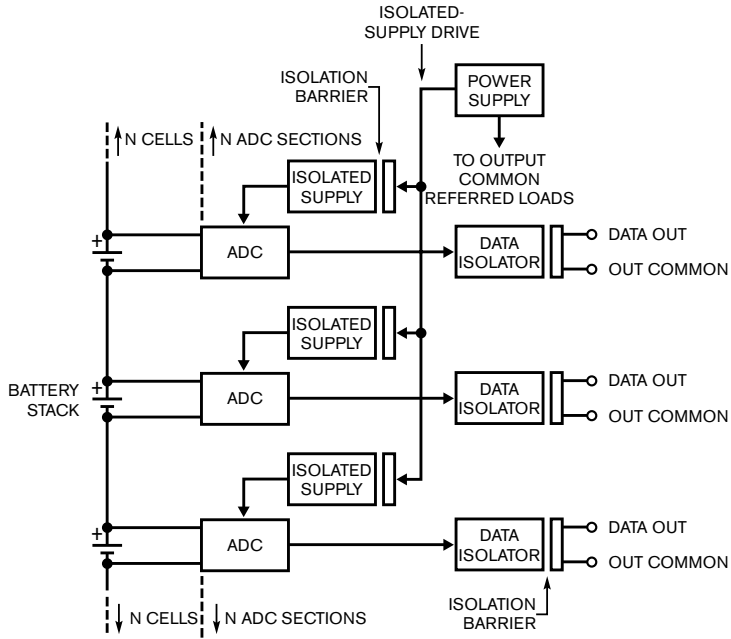 ISOLATED-
SUPPLY DRIVE
ISOLATION
BARRIER
POWER
SUPPLY
N CELLS
N ADC SECTIONS
TO OUTPUT
COMMON
REFERRED LOADS
ISOLATED
SUPPLY
+
ADC
DATA
ISOLATOR
DATA OUT
OUT COMMON
ISOLATED
SUPPLY
BATTERY
STACK
+
ADC
DATA
ISOLATOR
DATA OUT
OUT COMMON
ISOLATED
SUPPLY
+
ADC
DATA
ISOLATOR
DATA OUT
OUT COMMON
N CELLS
N ADC SECTIONS
ISOLATION
BARRIER